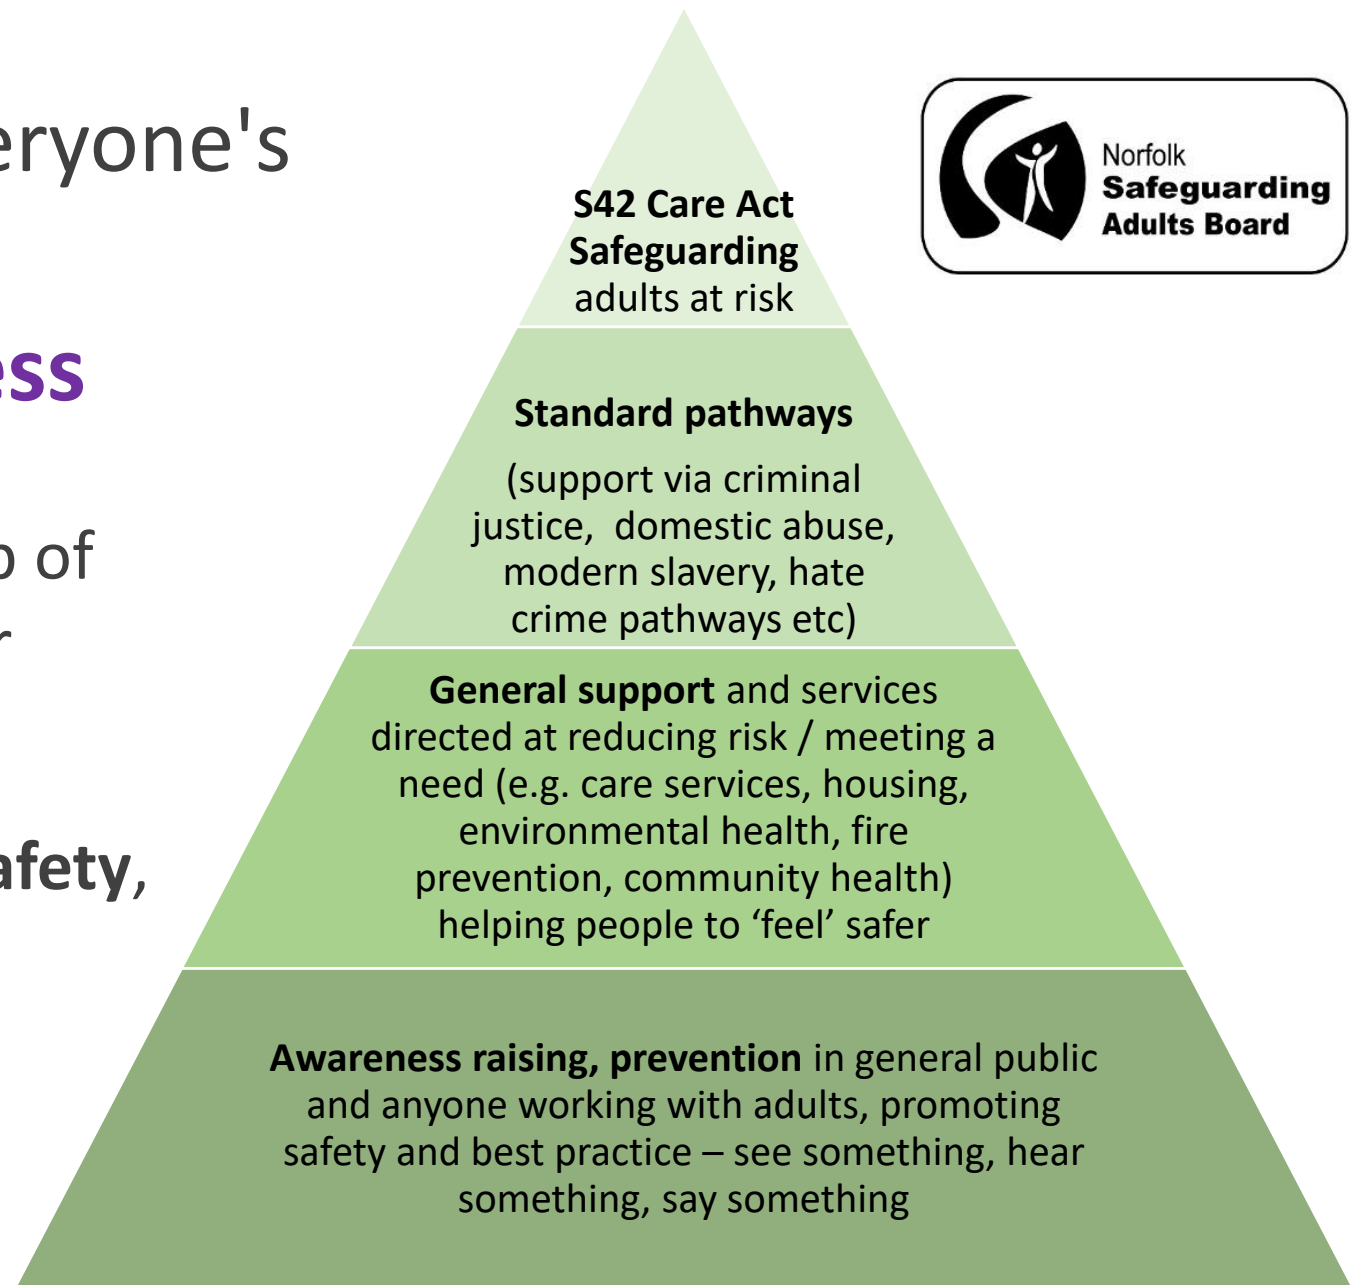 eryone's
ess
o of
r
afety,
S42 Care Act
Safeguarding
adults at risk
Standard pathways
(support via criminal
justice,  domestic abuse,
modern slavery, hate
crime pathways etc)
General support and services
directed at reducing risk / meeting a
need (e.g. care services, housing,
environmental health, fire
prevention, community health)
helping people to ‘feel’ safer
Awareness raising, prevention in general public
and anyone working with adults, promoting
safety and best practice – see something, hear
something, say something
Norfolk
Safeguarding
Adults Board